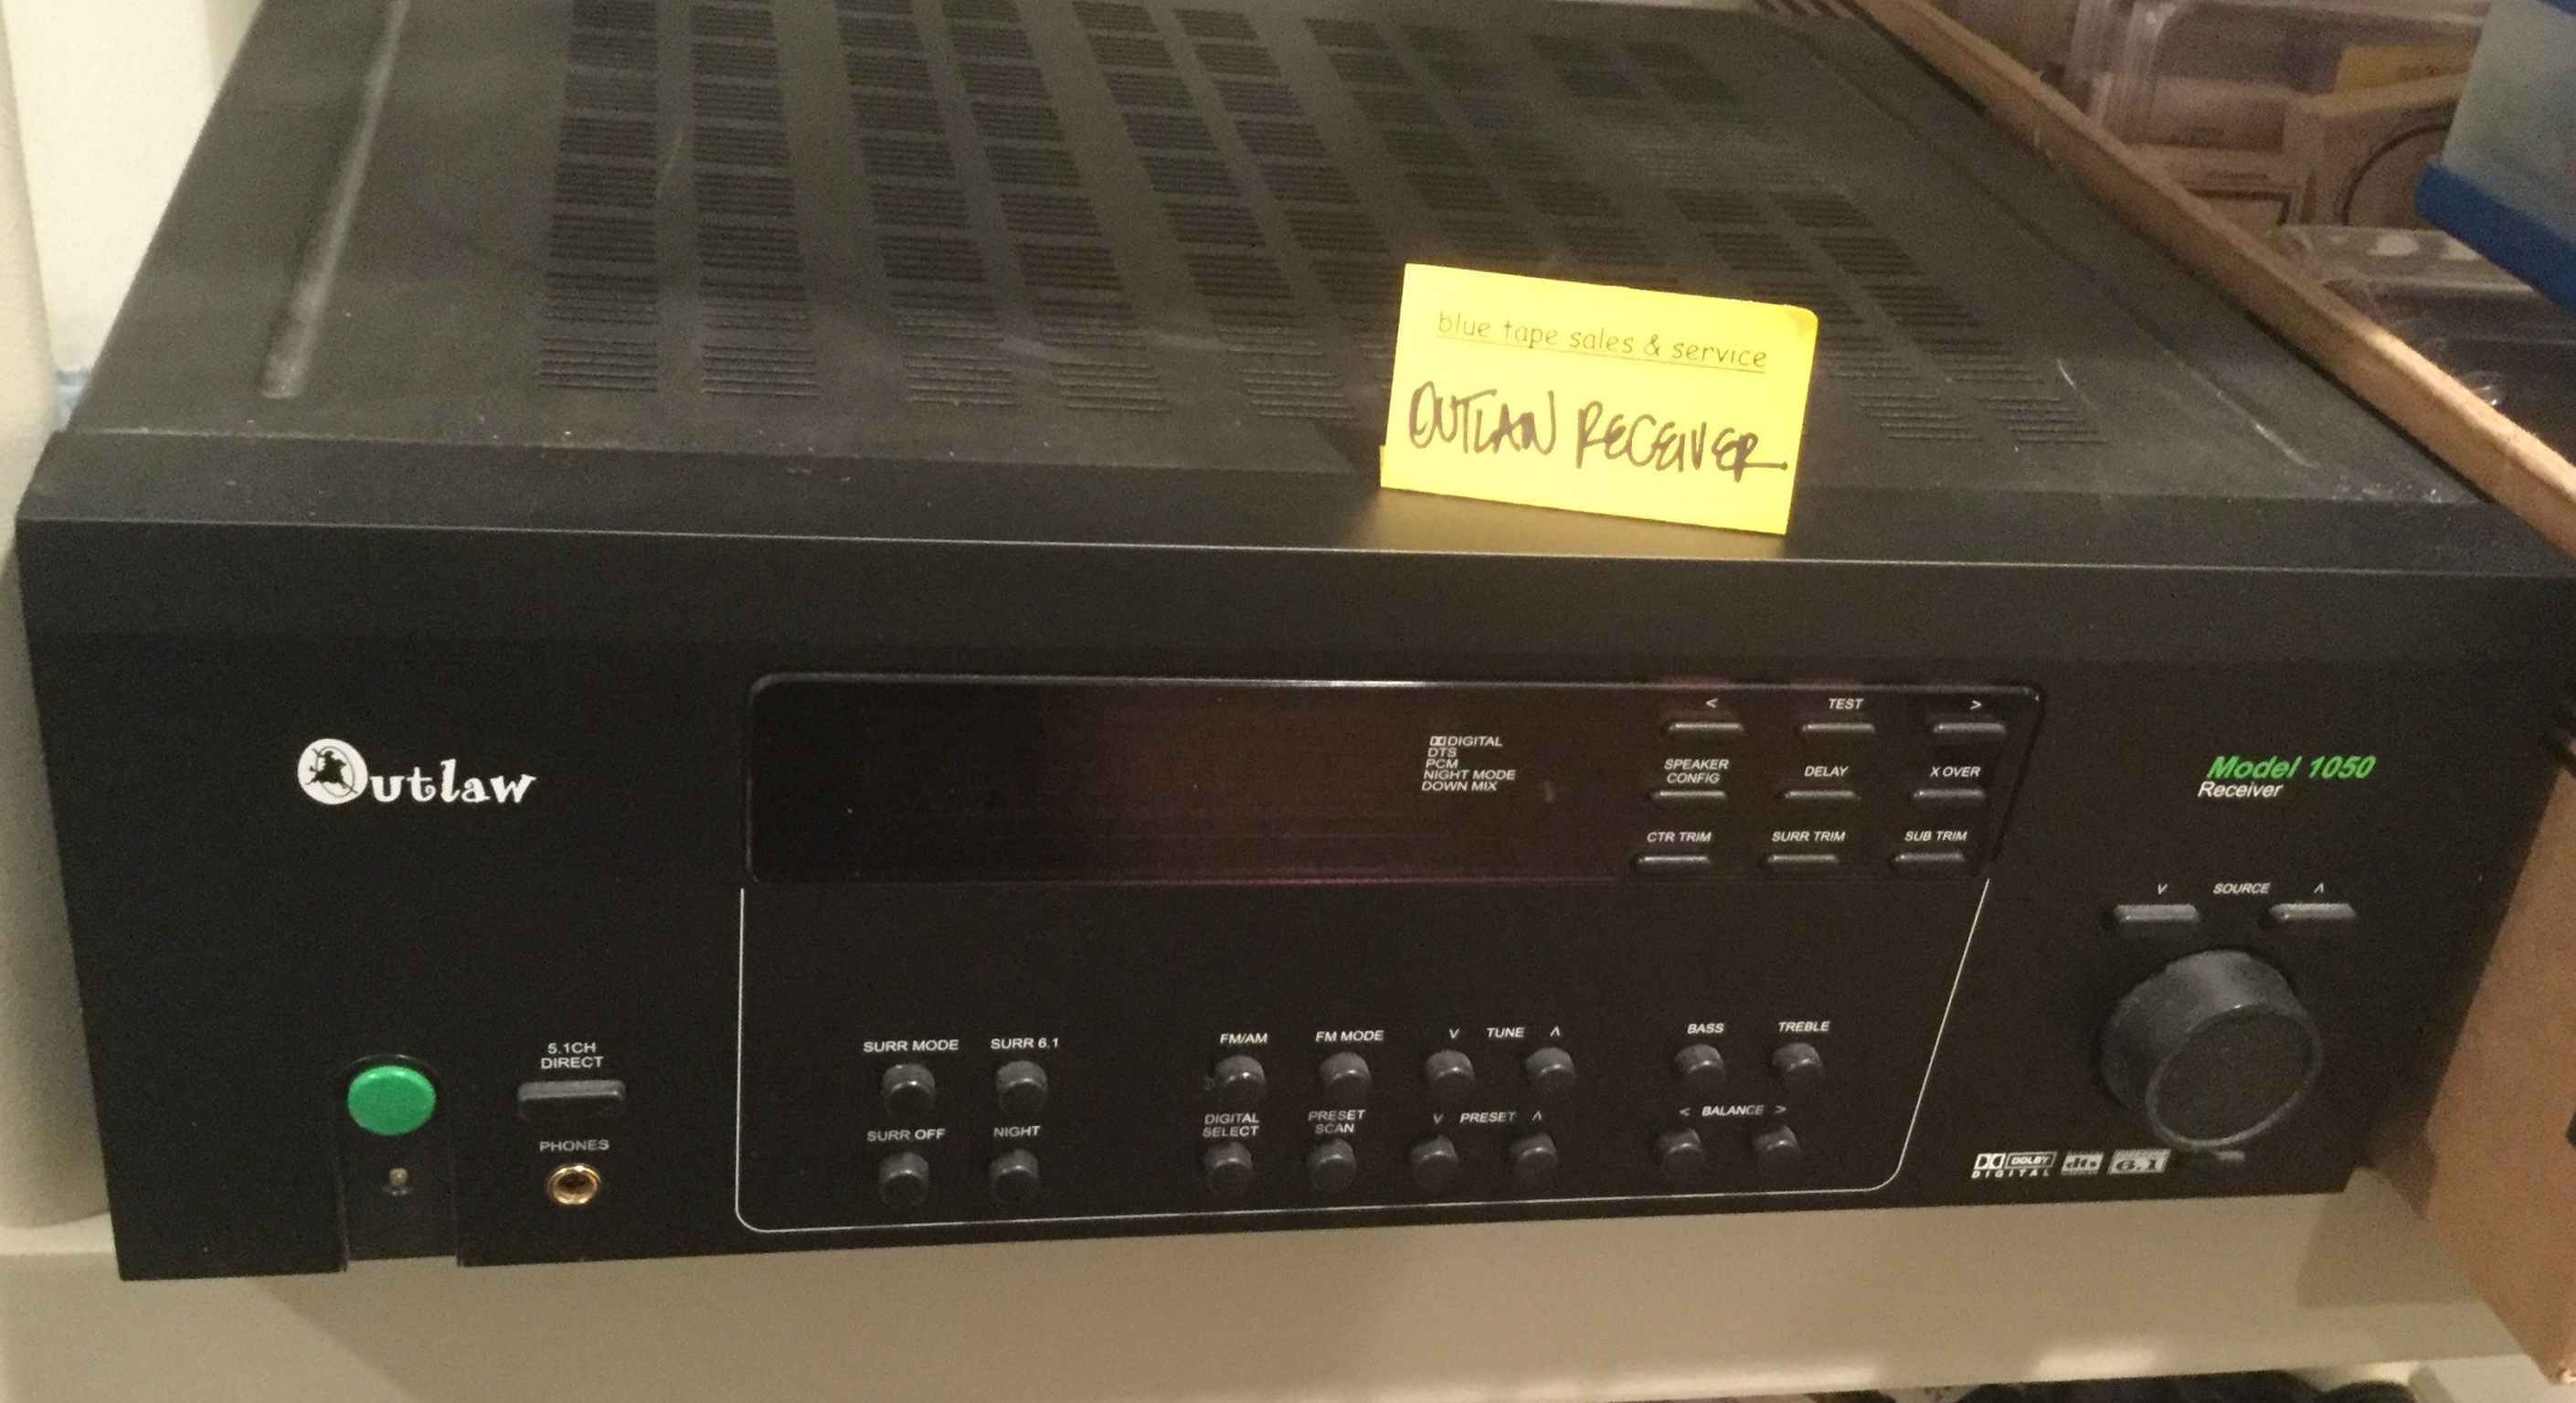 blue tape sales & service
OUTLAW RECEIVER
Outlaw
DIGITAL
DTS
PCM
NIGHT MODE
DOWN MIX
< TEST >
SPEAKER CONFIG
DELAY
X OVER
CTR TRIM
SURR TRIM
SUB TRIM
Model 1050
Receiver
V SOURCE Λ
5.1CH
DIRECT
PHONES
SURR MODE
SURR 6.1
SURR OFF
NIGHT
FM/AM
FM MODE
V TUNE Λ
DIGITAL
SELECT
PRESET
SCAN
V PRESET Λ
BASS
TREBLE
< BALANCE >
DOLBY
DIGITAL
dts
6.1